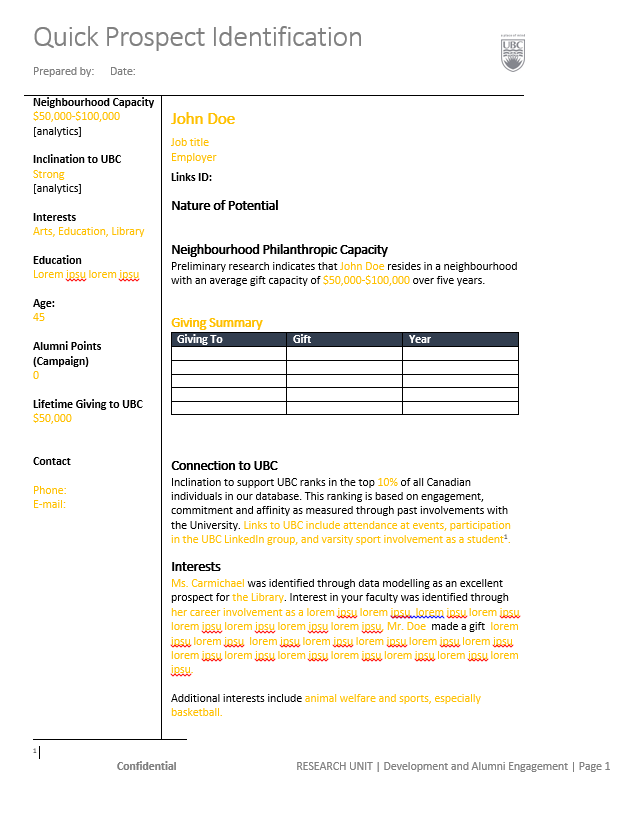 Quick Prospect Identification
UBC
Prepared by: Date:
Neighbourhood Capacity
$50,000-$100,000
[analytics]
Inclination to UBC
Strong
[analytics]
Interests
Arts, Education, Library
Education
Lorem ipsu lorem ipsu
Age:
45
Alumni Points
(Campaign)
0
Lifetime Giving to UBC
$50,000
Contact
Phone:
E-mail:
John Doe
Job title
Employer
Links ID:
Nature of Potential
Neighbourhood Philanthropic Capacity
Preliminary research indicates that John Doe resides in a neighbourhood
with an average gift capacity of $50,000-$100,000 over five years.
Giving Summary
Giving To Gift Year
Connection to UBC
Inclination to support UBC ranks in the top 10% of all Canadian
individuals in our database. This ranking is based on engagement,
commitment and affinity as measured through past involvements with
the University. Links to UBC include attendance at events, participation
in the UBC LinkedIn group, and varsity sport involvement as a student¹.
Interests
Ms. Carmichael was identified through data modelling as an excellent
prospect for the Library. Interest in your faculty was identified through
her career involvement as a lorem ipsu lorem ipsu, lorem ipsu lorem ipsu
lorem ipsu lorem ipsu lorem ipsu lorem ipsu. Mr. Doe made a gift lorem
ipsu lorem ipsu lorem ipsu lorem ipsu lorem ipsu lorem ipsu lorem ipsu
lorem ipsu lorem ipsu lorem ipsu lorem ipsu lorem ipsu lorem ipsu lorem
ipsu.
Additional interests include animal welfare and sports, especially
basketball.
1
Confidential RESEARCH UNIT | Development and Alumni Engagement | Page 1